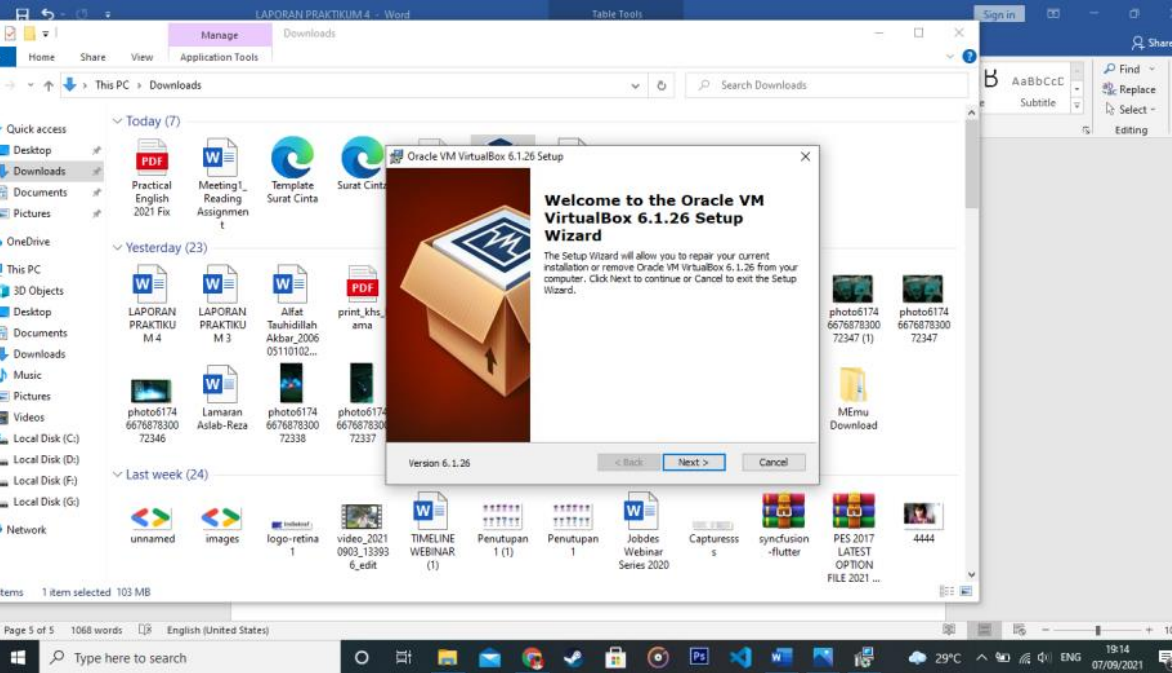 LAPORAN PRAKTIKUM 4 - Word
Table Tools
Sign in
Manage
Downloads
Share
Home
Share
View
Application Tools
This PC
Downloads
Search Downloads
AaBbCcD
Subtitle
Find
Replace
Select
Editing
Quick access
Desktop
Downloads
Documents
Pictures
OneDrive
This PC
3D Objects
Desktop
Documents
Downloads
Music
Pictures
Videos
Local Disk (C:)
Local Disk (D:)
Local Disk (F:)
Local Disk (G:)
Network
Today (7)
PDF
Practical
English
2021 Fix
Meeting1_
Reading
Assignmen
t
Template
Surat Cinta
Surat Cinta
Yesterday (23)
LAPORAN
PRAKTIKU
M 4
LAPORAN
PRAKTIKU
M 3
Alfat
Tauhidillah
Akbar_2006
05110102...
PDF
print_khs_
ama
photo6174
6676878300
72347 (1)
photo6174
6676878300
72347
photo6174
6676878300
72346
Lamaran
Aslab-Reza
photo6174
6676878300
72338
photo6174
6676878300
72337
MEmu
Download
Last week (24)
unnamed
images
logo-retina
1
video_2021
0903_13393
6_edit
TIMELINE
WEBINAR
(1)
Penutupan
1 (1)
Penutupan
1
Jobdes
Webinar
Series 2020
Capturesss
s
syncfusion
-flutter
PES 2017
LATEST
OPTION
FILE 2021 ...
4444
Oracle VM VirtualBox 6.1.26 Setup
Welcome to the Oracle VM
VirtualBox 6.1.26 Setup
Wizard
The Setup Wizard will allow you to repair your current
installation or remove Oracle VM VirtualBox 6.1.26 from your
computer. Click Next to continue or Cancel to exit the Setup
Wizard.
Version 6.1.26
< Back
Next >
Cancel
1 item selected 103 MB
Page 5 of 5
1068 words
English (United States)
Type here to search
Ps
29°C
ENG
19:14
07/09/2021